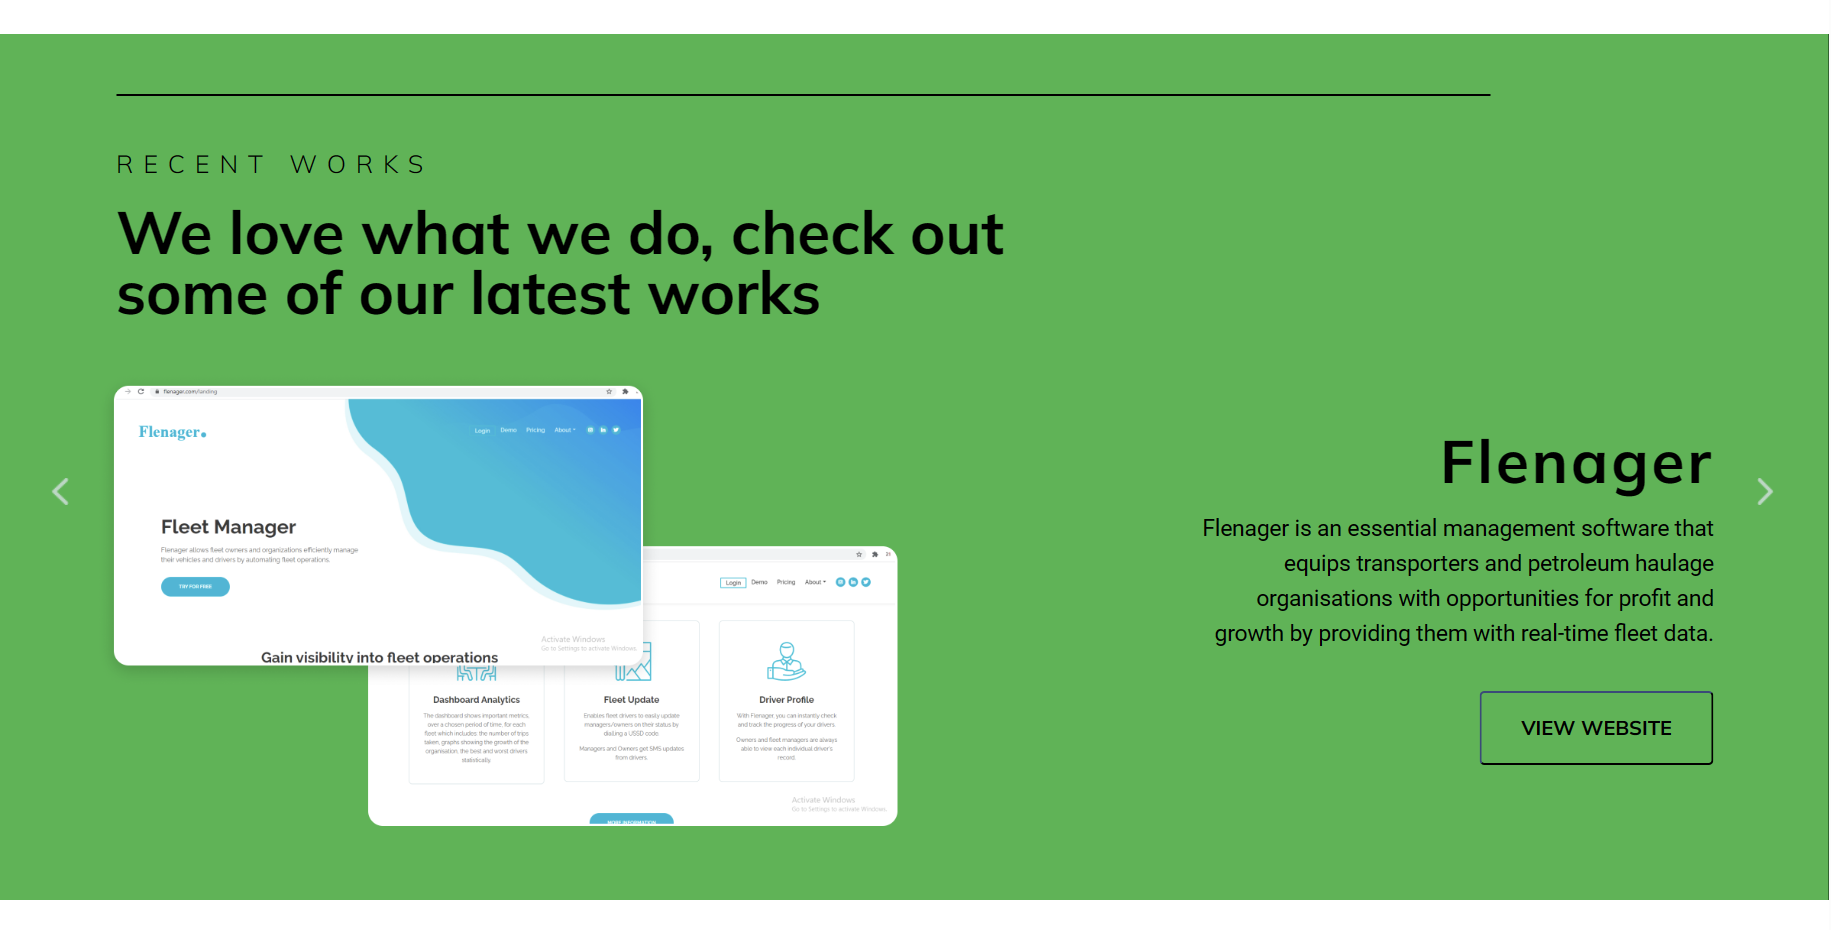 RECENT WORKS
We love what we do, check out
some of our latest works
flenager.com/landing
Flenager.
Login Demo Pricing About
Fleet Manager
Flenager allows fleet owners and organizations efficiently manage
their vehicles and drivers by automating fleet operations.
TRY FOR FREE
Activate Windows
Go to Settings to activate Windows.
Gain visibility into fleet operations
Login Demo Pricing About
Dashboard Analytics
The dashboard shows important metrics,
over a chosen period of time, for each
fleet which includes; the number of trips
taken, graphs showing the growth of the
organisation, the best and worst drivers
statistically.
Fleet Update
Enables fleet drivers to easily update
managers/owners on their status by
dialling a USSD code.
Managers and Owners get SMS updates
from drivers.
Driver Profile
With Flenager, you can instantly check
and track the progress of your drivers.
Owners and fleet managers are always
able to view each individual driver's
record.
Activate Windows
Go to Settings to activate Windows.
MORE INFORMATION
Flenager
Flenager is an essential management software that
equips transporters and petroleum haulage
organisations with opportunities for profit and
growth by providing them with real-time fleet data.
VIEW WEBSITE